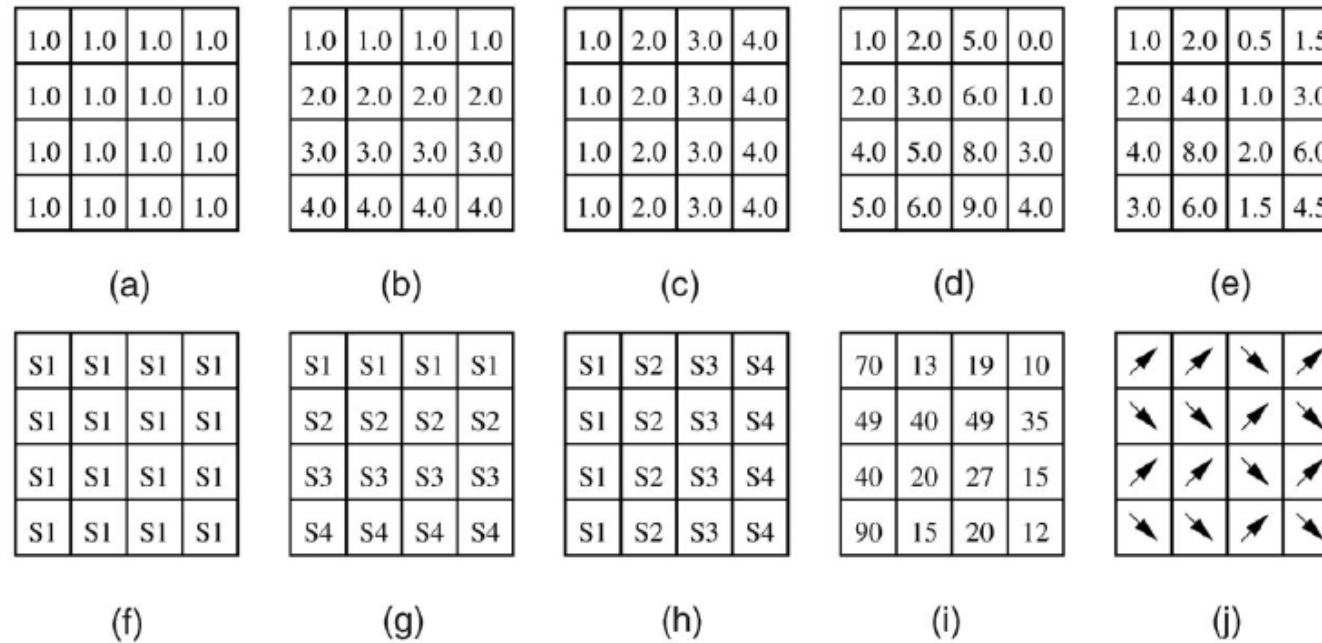 1.0 1.0 1.0 1.0 1.0 1.0 1.0 1.0 1.0 2.0 3.0 4.0 1.0 2.0 5.0 0.0 1.0 2.0 0.5 1.5
1.0 1.0 1.0 1.0 2.0 2.0 2.0 2.0 1.0 2.0 3.0 4.0 2.0 3.0 6.0 1.0 2.0 4.0 1.0 3.0
1.0 1.0 1.0 1.0 3.0 3.0 3.0 3.0 1.0 2.0 3.0 4.0 4.0 5.0 8.0 3.0 4.0 8.0 2.0 6.0
1.0 1.0 1.0 1.0 4.0 4.0 4.0 4.0 1.0 2.0 3.0 4.0 5.0 6.0 9.0 4.0 3.0 6.0 1.5 4.5
(a) (b) (c) (d) (e)
S1 S1 S1 S1 S1 S1 S1 S1 S1 S2 S3 S4 70 13 19 10
S1 S1 S1 S1 S2 S2 S2 S2 S1 S2 S3 S4 49 40 49 35
S1 S1 S1 S1 S3 S3 S3 S3 S1 S2 S3 S4 40 20 27 15
S1 S1 S1 S1 S4 S4 S4 S4 S1 S2 S3 S4 90 15 20 12
(f) (g) (h) (i) (j)